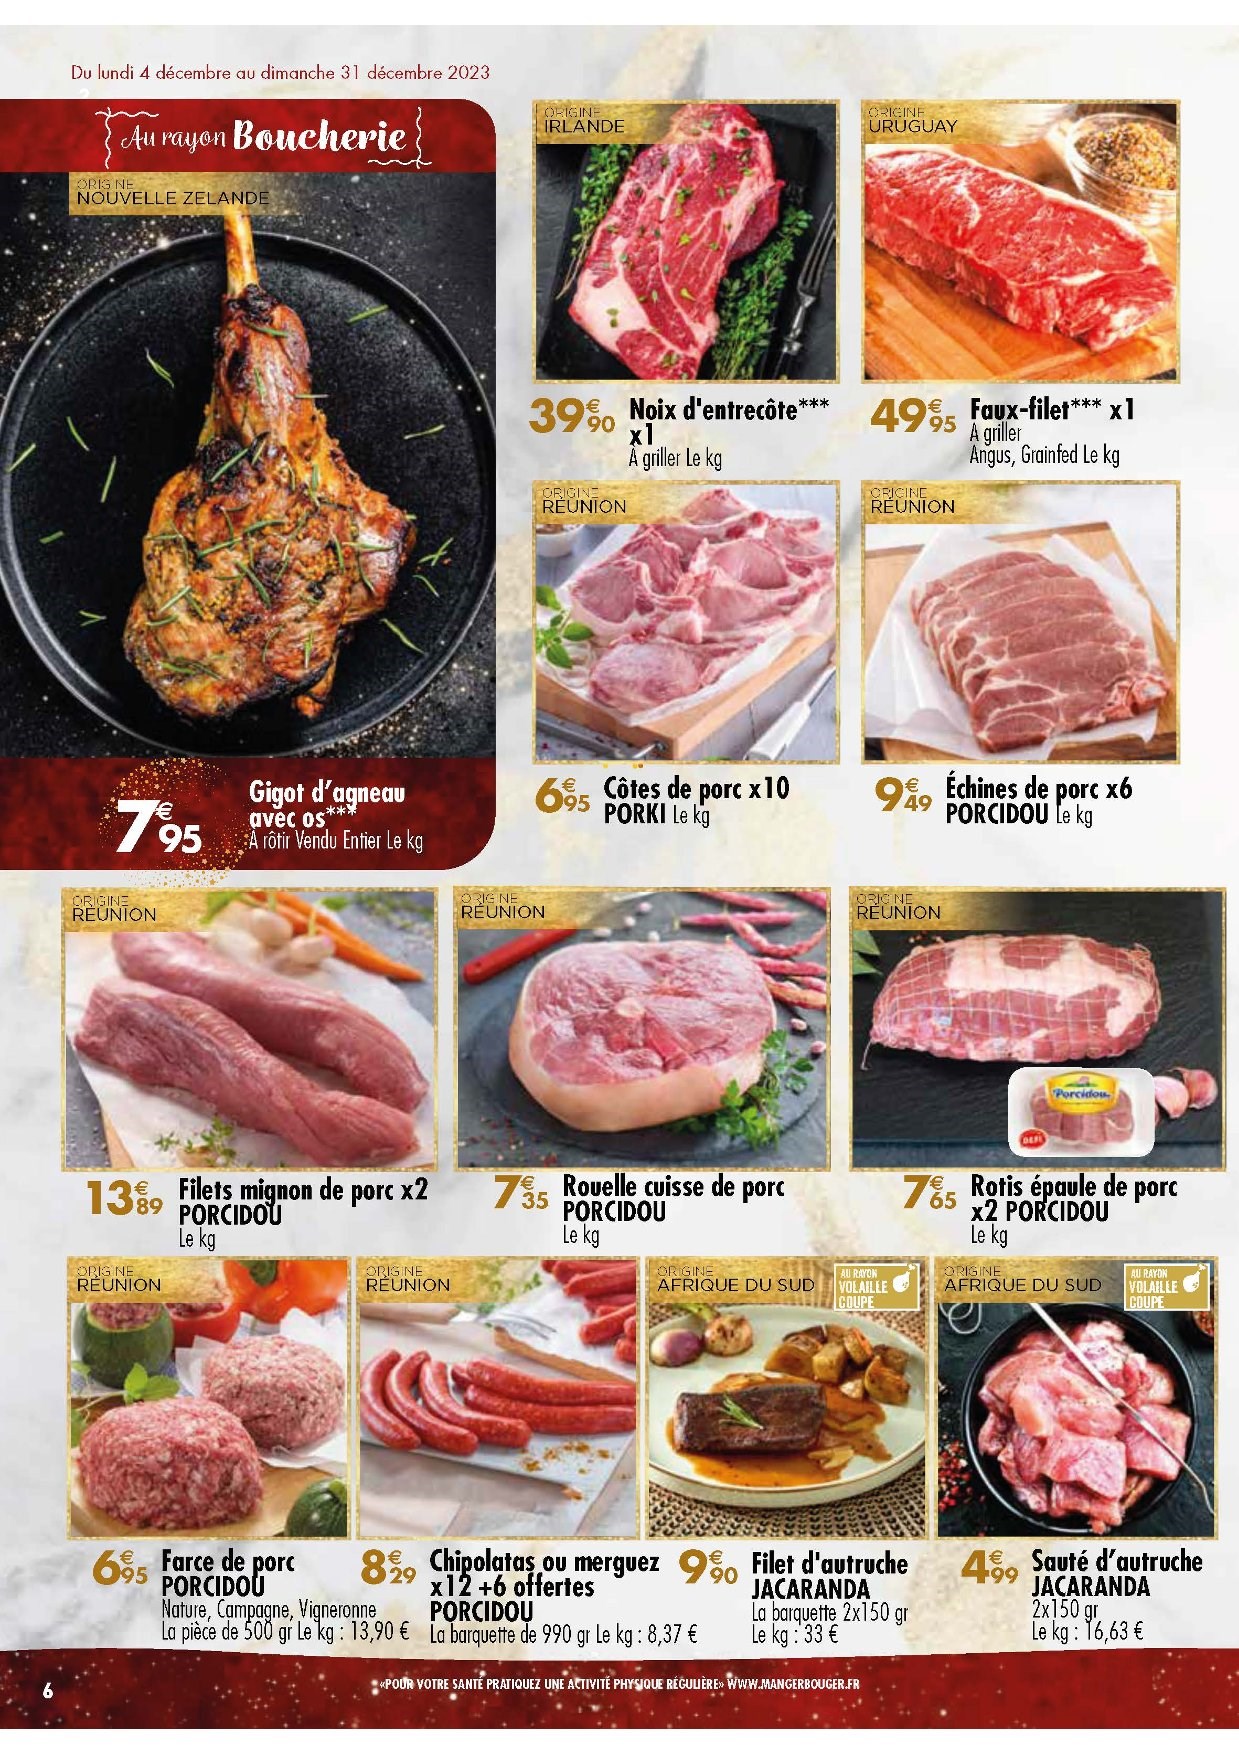 Du lundi 4 décembre au dimanche 31 décembre 2023
Au rayon Boucherie
ORIGINE
NOUVELLE ZELANDE
7€95
Gigot d'agneau
avec os***
À rôtir Vendu Entier Le kg
ORIGINE
IRLANDE
39€90
Noix d'entrecôte***
x1
À griller Le kg
ORIGINE
URUGUAY
49€95
Faux-filet*** x1
A griller
Angus, Grainfed Le kg
ORIGINE
RÉUNION
6€95
Côtes de porc x10
PORKI Le kg
ORIGINE
RÉUNION
9€49
Échines de porc x6
PORCIDOU Le kg
ORIGINE
RÉUNION
13€89
Filets mignon de porc x2
PORCIDOU
Le kg
ORIGINE
RÉUNION
7€35
Rouelle cuisse de porc
PORCIDOU
Le kg
ORIGINE
RÉUNION
Porcidou
7€65
Rotis épaule de porc
x2 PORCIDOU
Le kg
ORIGINE
RÉUNION
6€95
Farce de porc
PORCIDOU
Nature, Campagne, Vigneronne
La pièce de 500 gr Le kg : 13,90 €
ORIGINE
RÉUNION
8€29
Chipolatas ou merguez
x12 +6 offertes
PORCIDOU
La barquette de 990 gr Le kg : 8,37 €
ORIGINE
AFRIQUE DU SUD
AU RAYON
VOLAILLE
COUPE
9€90
Filet d'autruche
JACARANDA
La barquette 2x150 gr
Le kg : 33 €
ORIGINE
AFRIQUE DU SUD
AU RAYON
VOLAILLE
COUPE
4€99
Sauté d'autruche
JACARANDA
2x150 gr
Le kg : 16,63 €
6
«POUR VOTRE SANTÉ PRATIQUEZ UNE ACTIVITÉ PHYSIQUE RÉGULIÈRE» WWW.MANGERBOUGER.FR